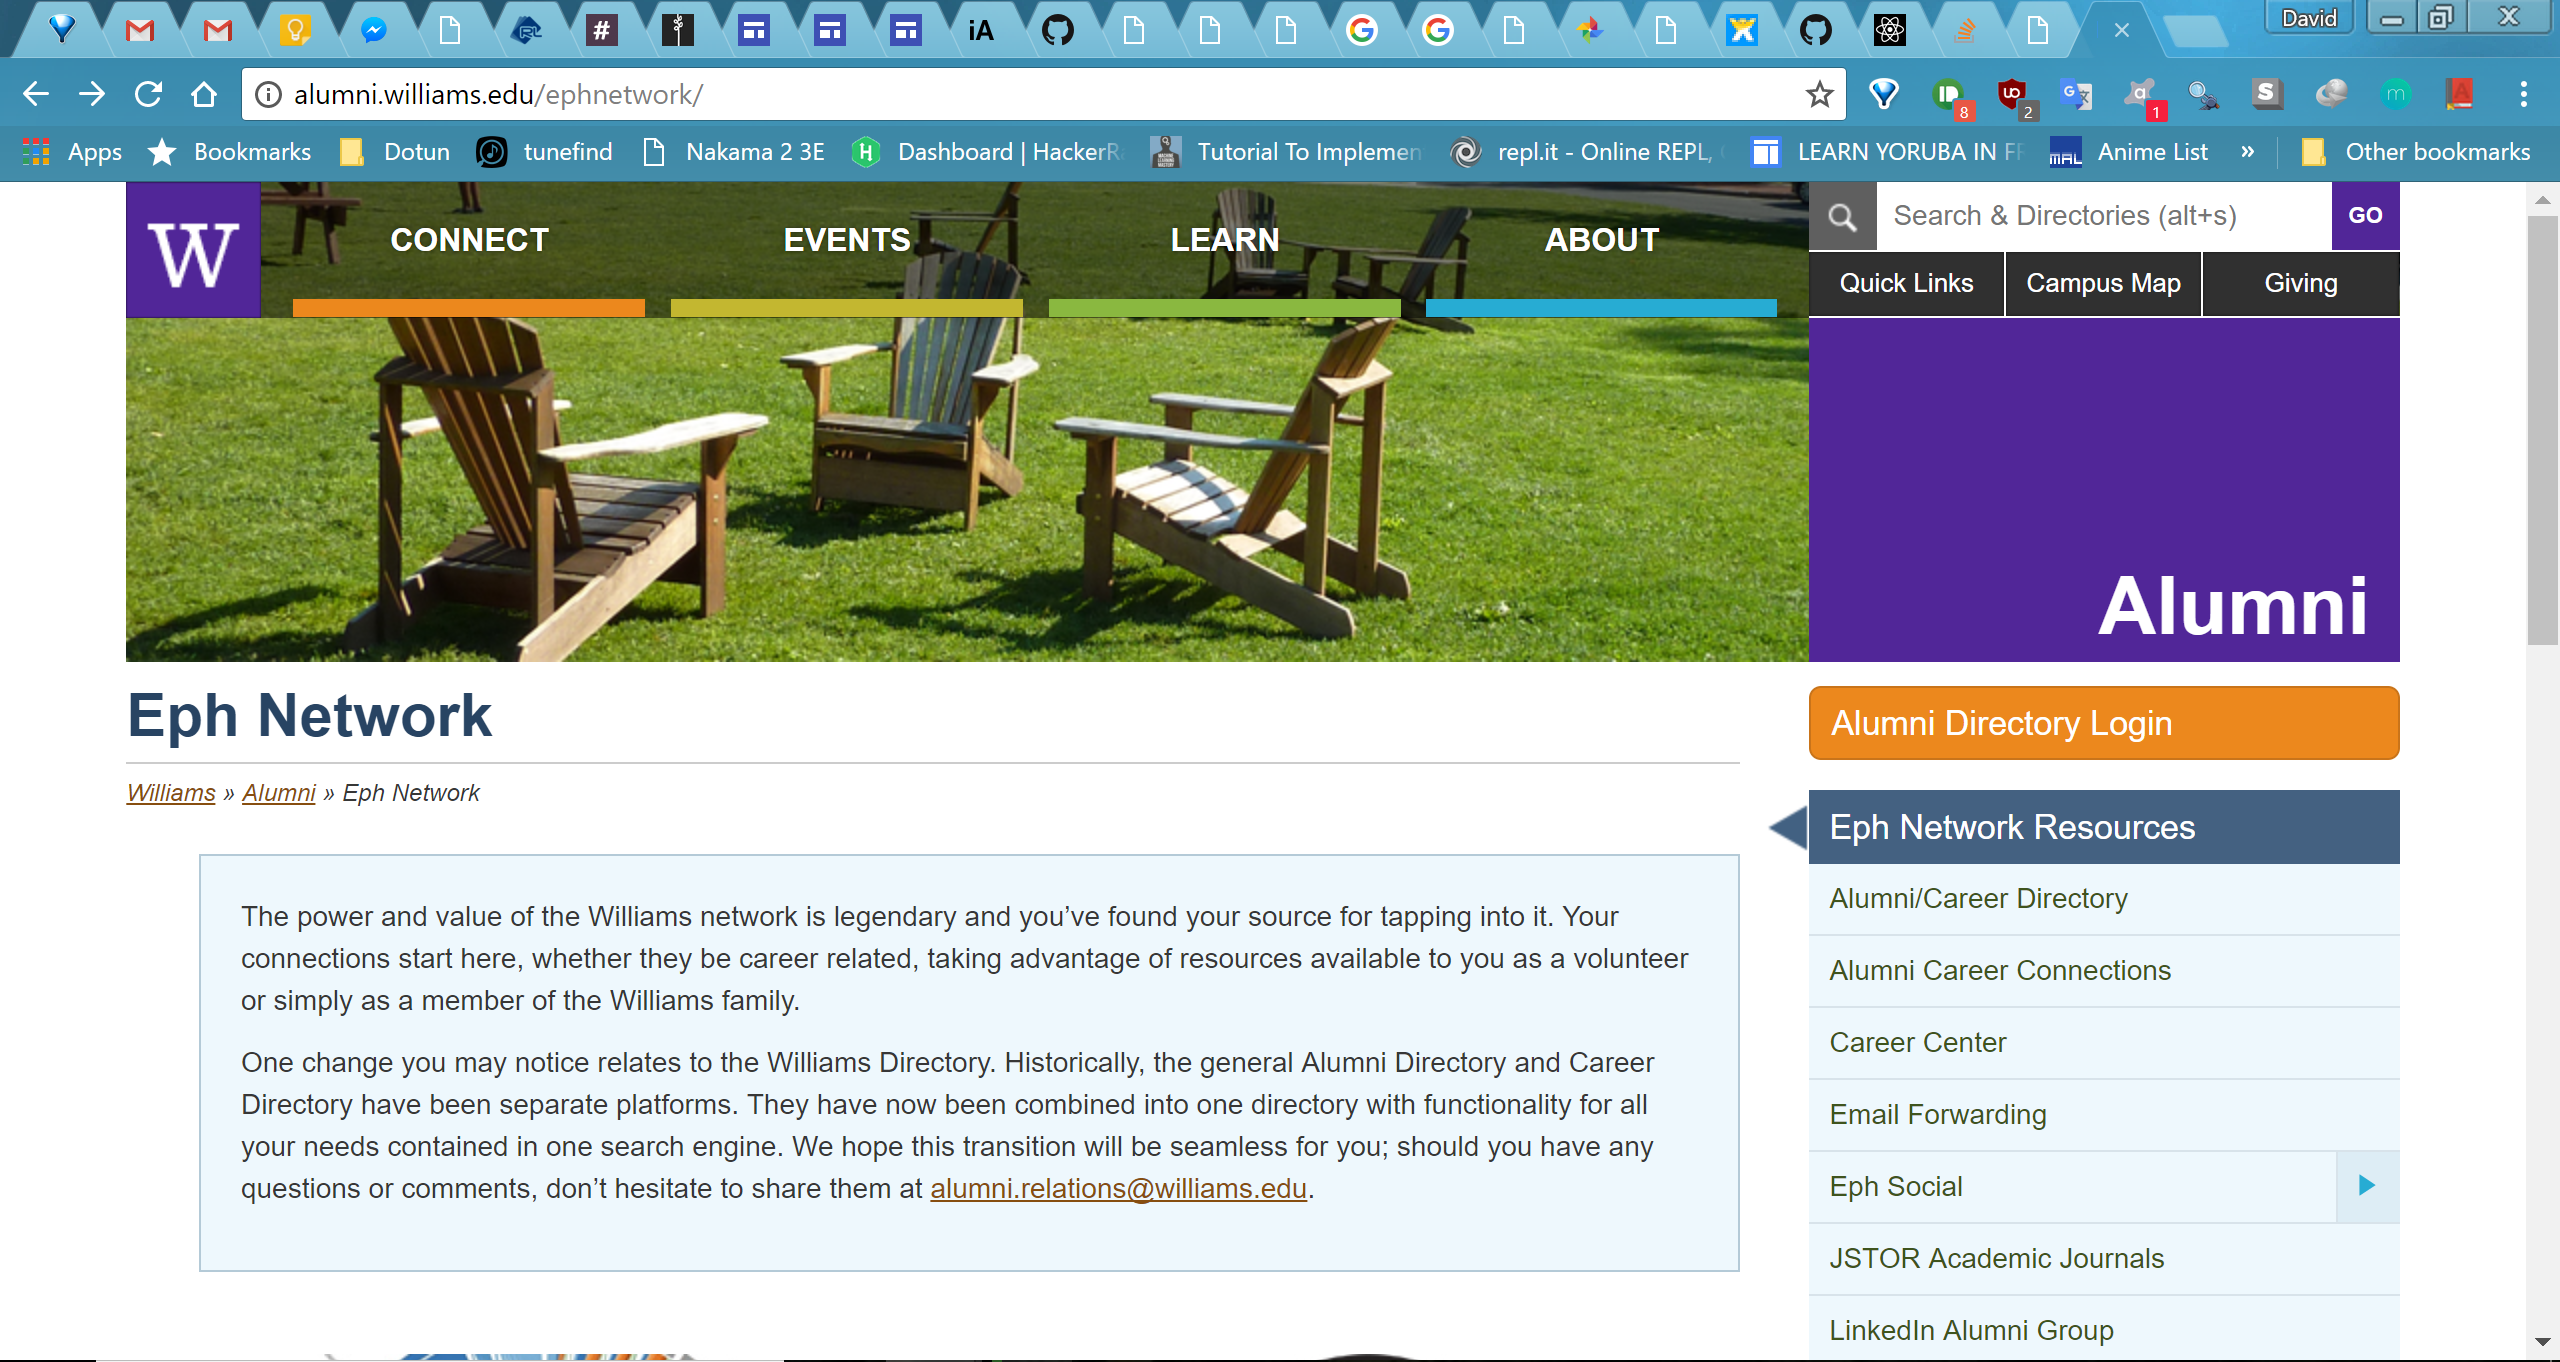 # iA David
alumni.williams.edu/ephnetwork/
8 2 1 S m
Apps Bookmarks Dotun tunefind Nakama 2 3E Dashboard | HackerR Tutorial To Implemen repl.it - Online REPL, LEARN YORUBA IN FR MAL Anime List » Other bookmarks
W CONNECT EVENTS LEARN ABOUT
Search & Directories (alt+s) GO
Quick Links Campus Map Giving
Alumni
Eph Network
Williams » Alumni » Eph Network
The power and value of the Williams network is legendary and you’ve found your source for tapping into it. Your
connections start here, whether they be career related, taking advantage of resources available to you as a volunteer
or simply as a member of the Williams family.
One change you may notice relates to the Williams Directory. Historically, the general Alumni Directory and Career
Directory have been separate platforms. They have now been combined into one directory with functionality for all
your needs contained in one search engine. We hope this transition will be seamless for you; should you have any
questions or comments, don’t hesitate to share them at alumni.relations@williams.edu.
Alumni Directory Login
Eph Network Resources
Alumni/Career Directory
Alumni Career Connections
Career Center
Email Forwarding
Eph Social
JSTOR Academic Journals
LinkedIn Alumni Group